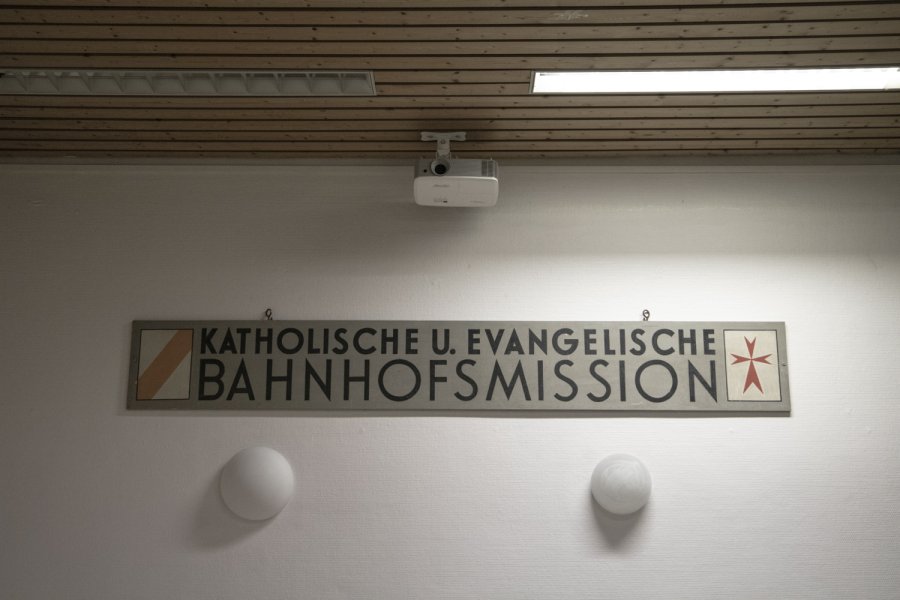 KATHOLISCHE U. EVANGELISCHE
BAHNHOFSMISSION